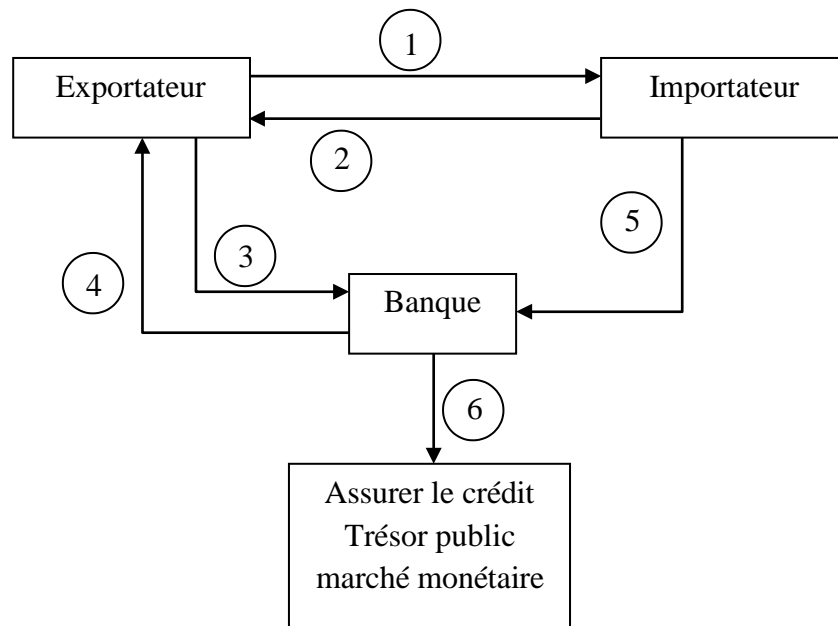 1
Exportateur
Importateur
2
5
3
4
Banque
6
Assurer le crédit
Trésor public
marché monétaire